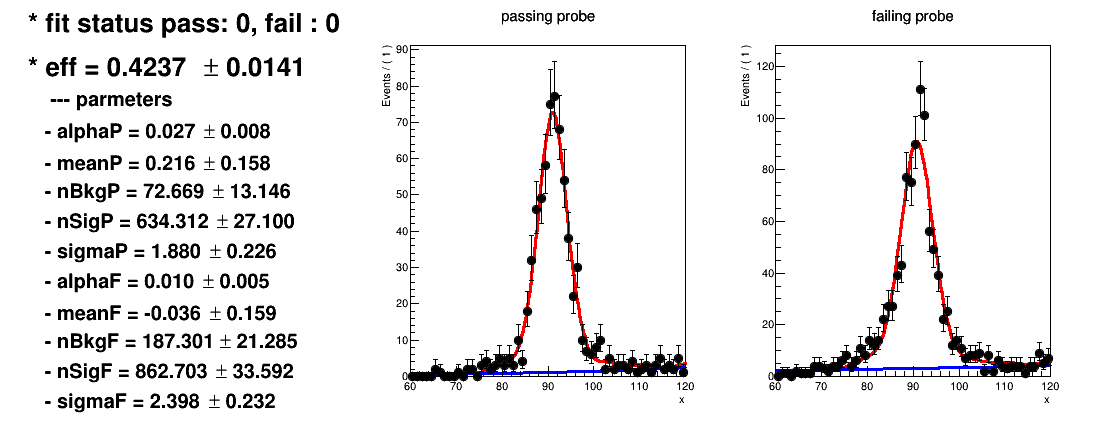 * fit status pass: 0, fail : 0
* eff = 0.4237 ± 0.0141
--- parmeters
- alphaP = 0.027 ± 0.008
- meanP = 0.216 ± 0.158
- nBkgP = 72.669 ± 13.146
- nSigP = 634.312 ± 27.100
- sigmaP = 1.880 ± 0.226
- alphaF = 0.010 ± 0.005
- meanF = -0.036 ± 0.159
- nBkgF = 187.301 ± 21.285
- nSigF = 862.703 ± 33.592
- sigmaF = 2.398 ± 0.232
passing probe
Events / ( 1 )
90
80
70
60
50
40
30
20
10
0
60 70 80 90 100 110 120
x
failing probe
Events / ( 1 )
120
100
80
60
40
20
0
60 70 80 90 100 110 120
x